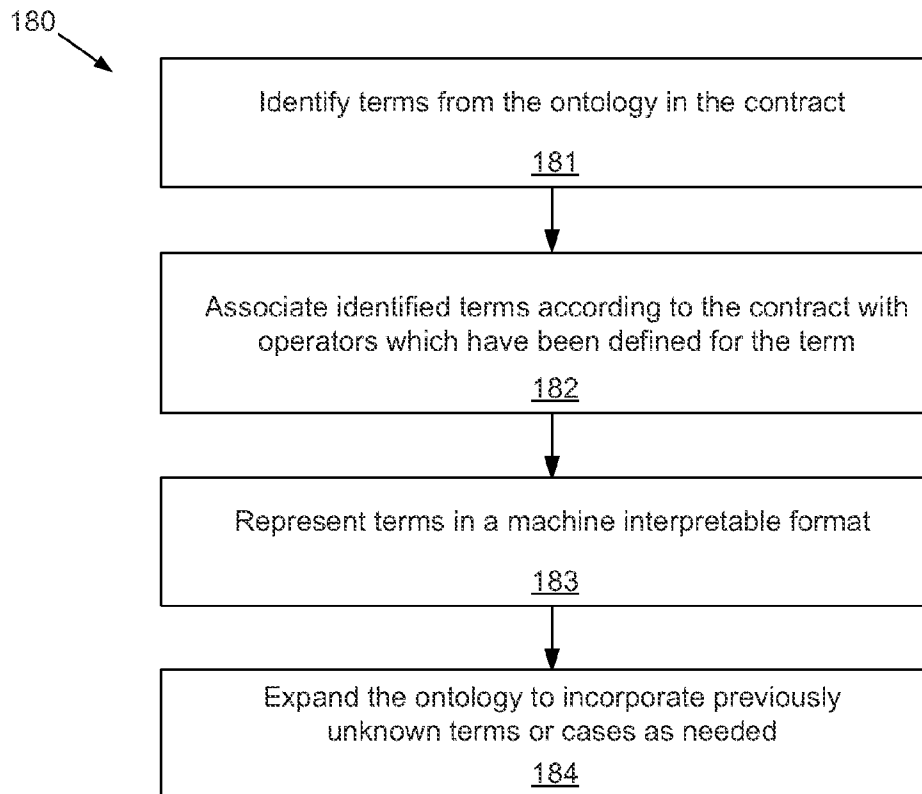 180
Identify terms from the ontology in the contract
181
Associate identified terms according to the contract with
operators which have been defined for the term
182
Represent terms in a machine interpretable format
183
Expand the ontology to incorporate previously
unknown terms or cases as needed
184